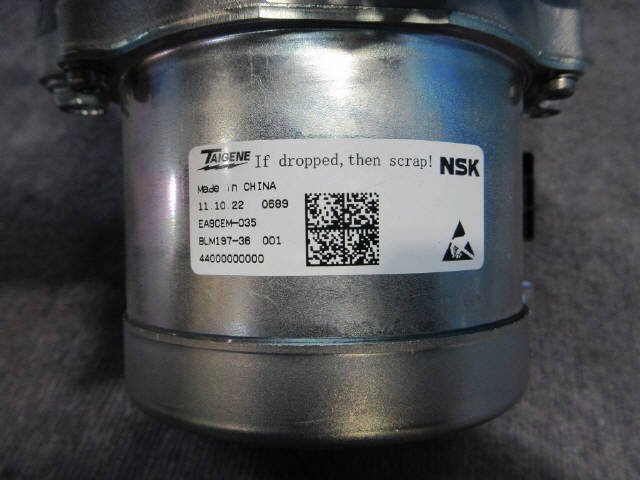 TAIGENE If dropped,then scrap! NSK
Made in CHINA
11.10.22 0689
EA9CEM-035
BLM197-36 001
44000000000